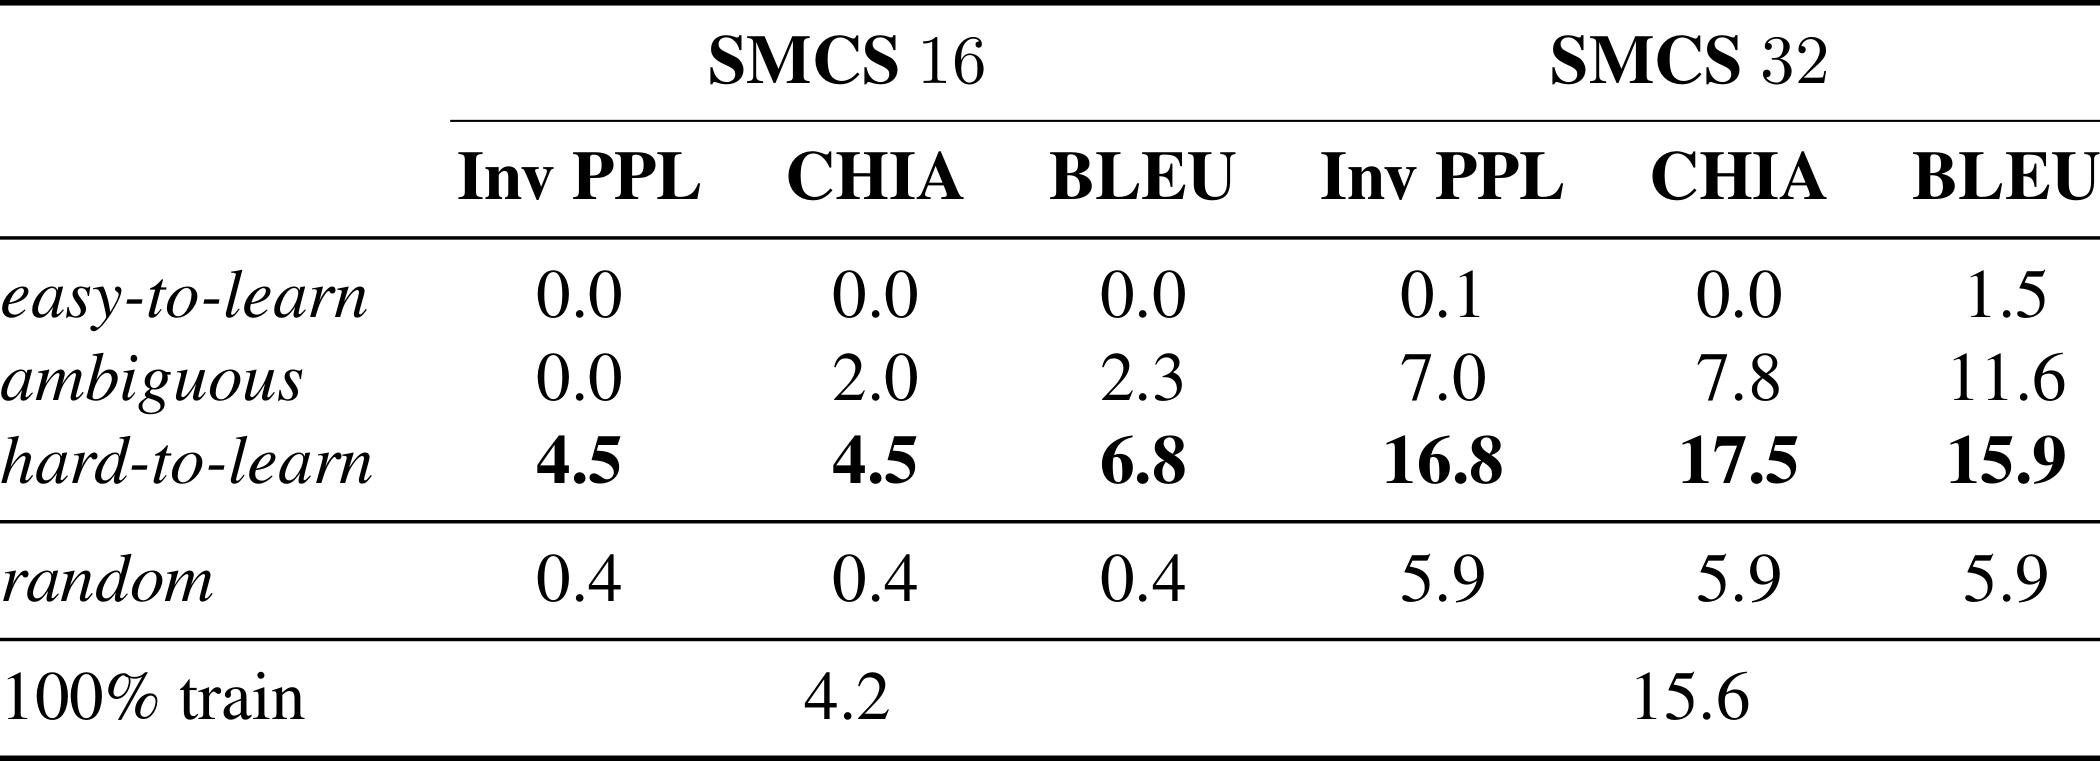 SMCS 16 SMCS 32
Inv PPL CHIA BLEU Inv PPL CHIA BLEU
easy-to-learn 0.0 0.0 0.0 0.1 0.0 1.5
ambiguous 0.0 2.0 2.3 7.0 7.8 11.6
hard-to-learn 4.5 4.5 6.8 16.8 17.5 15.9
random 0.4 0.4 0.4 5.9 5.9 5.9
100% train 4.2 15.6